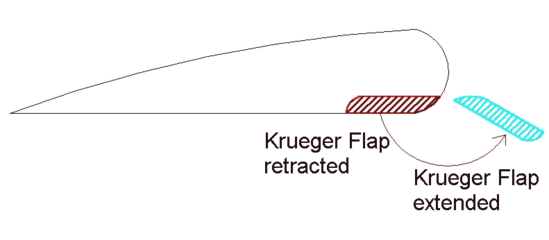 Krueger Flap
retracted
Krueger Flap
extended